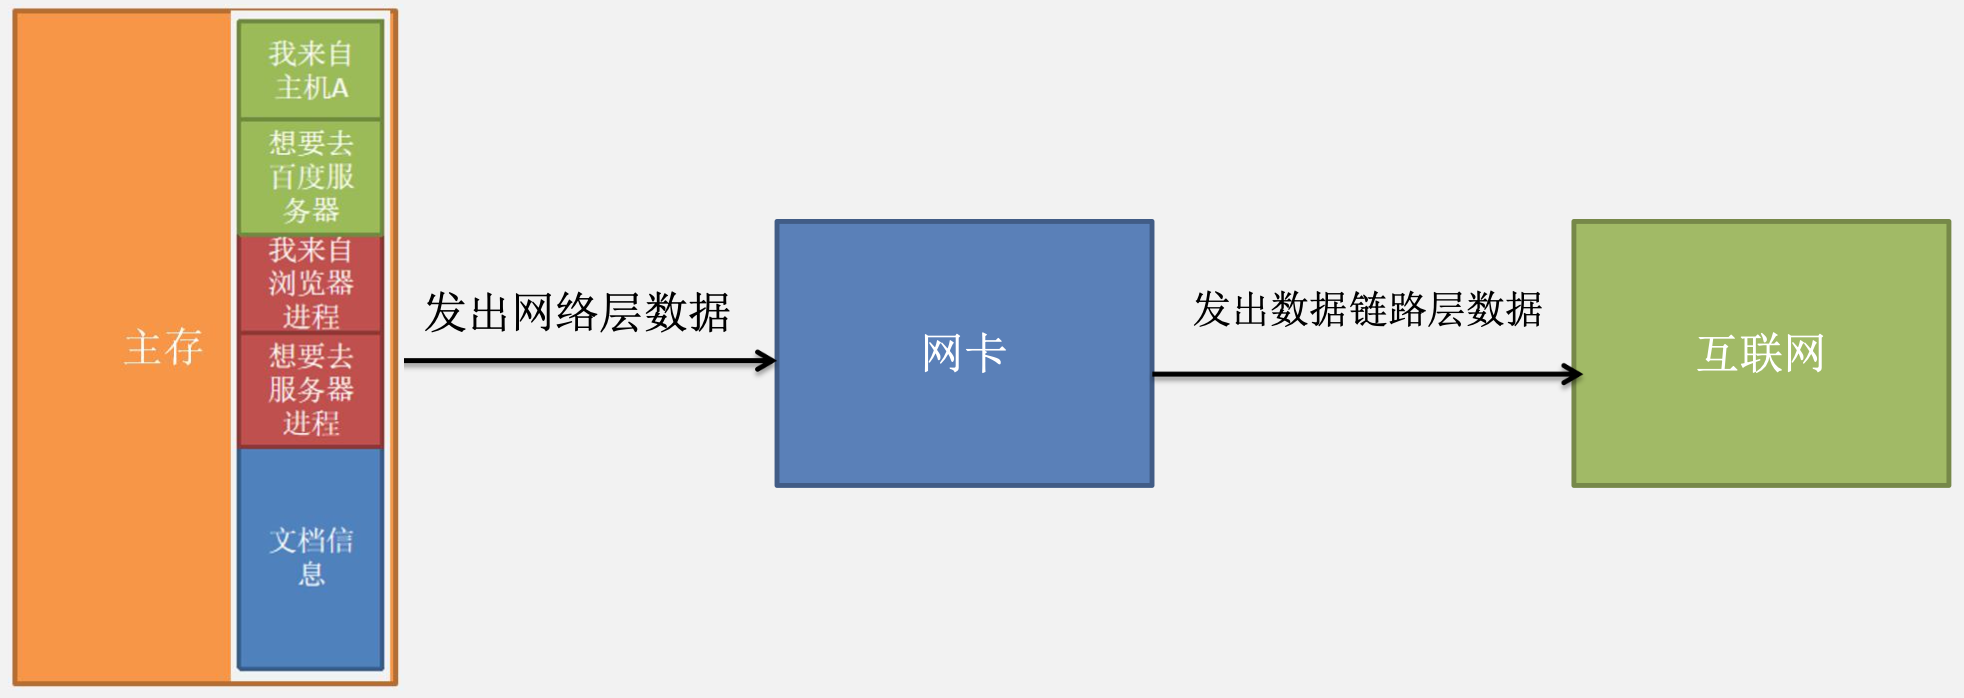 我来自
主机A
想要去
百度服
务器
我来自
浏览器
进程
想要去
服务器
进程
文档信
息
主存
发出网络层数据
网卡
发出数据链路层数据
互联网